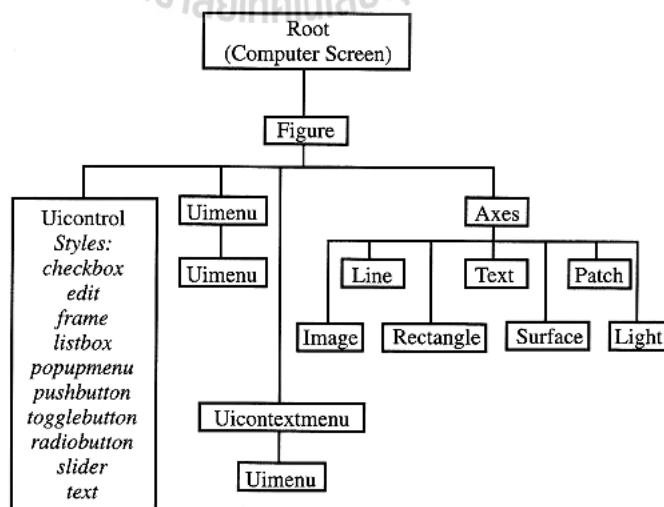 Root
(Computer Screen)
Figure
Uicontrol
Styles:
checkbox
edit
frame
listbox
popupmenu
pushbutton
togglebutton
radiobutton
slider
text
Uimenu
Uimenu
Uicontextmenu
Uimenu
Axes
Line
Text
Patch
Image
Rectangle
Surface
Light